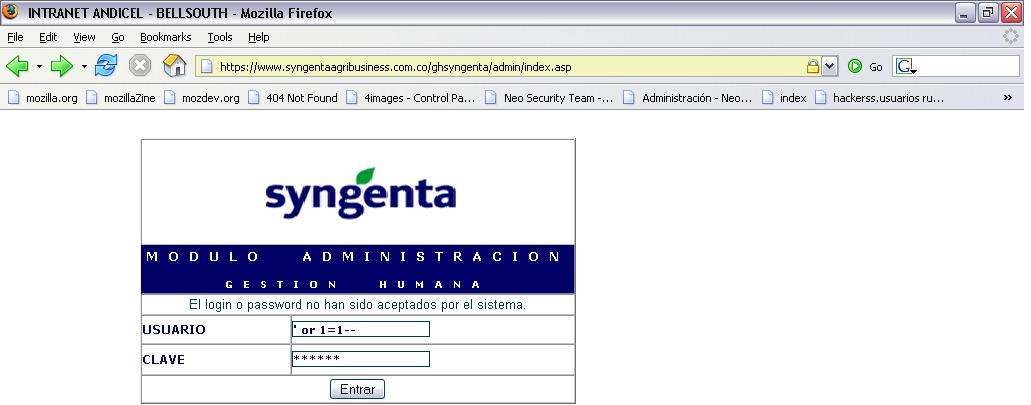 INTRANET ANDICEL - BELLSOUTH - Mozilla Firefox
File Edit View Go Bookmarks Tools Help
https://www.syngentaagribusiness.com.co/ghsyngenta/admin/index.asp Go G
mozilla.org mozillaZine mozdev.org 404 Not Found 4images - Control Pa... Neo Security Team -... Administración - Neo... index hackerss.usuarios ru... »
syngenta
MODULO ADMINISTRACION
GESTION HUMANA
El login o password no han sido aceptados por el sistema.
USUARIO ' or 1=1--
CLAVE ******
Entrar